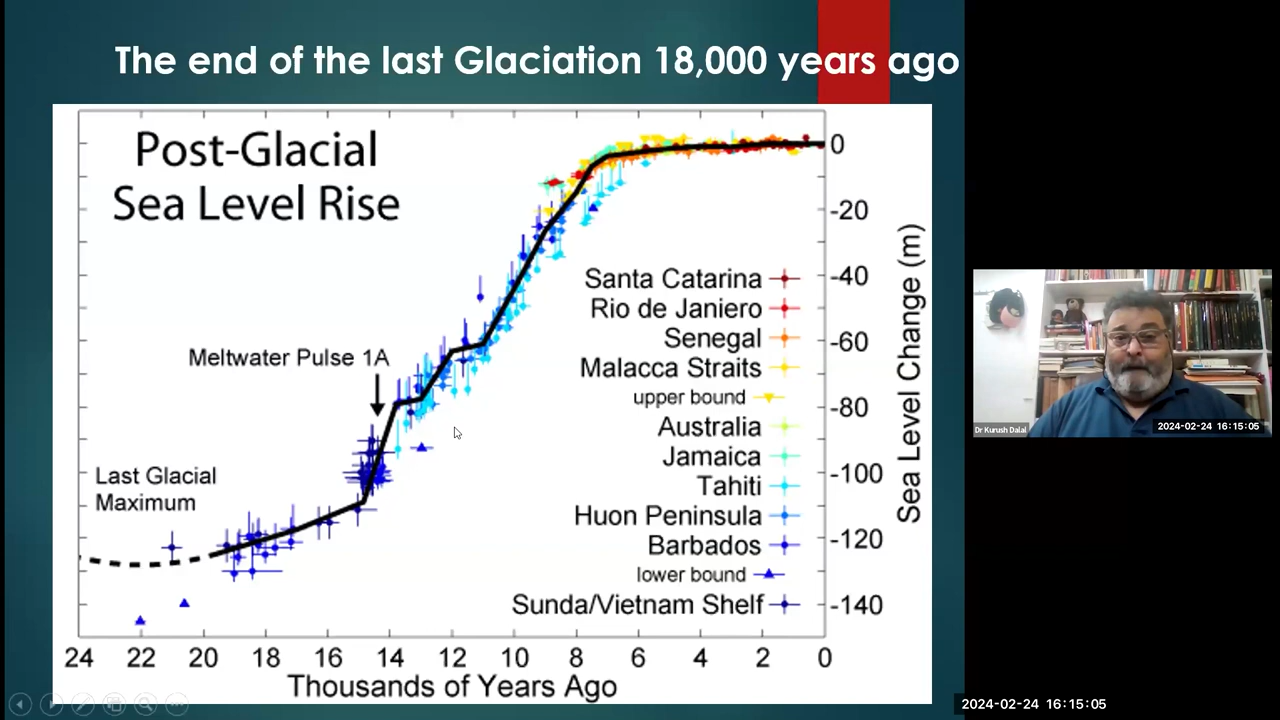 The end of the last Glaciation 18,000 years ago
Post-Glacial
Sea Level Rise
Meltwater Pulse 1A
Last Glacial
Maximum
Santa Catarina
Rio de Janiero
Senegal
Malacca Straits
upper bound
Australia
Jamaica
Tahiti
Huon Peninsula
Barbados
lower bound
Sunda/Vietnam Shelf
0
-20
-40
-60
-80
-100
-120
-140
Sea Level Change (m)
24 22 20 18 16 14 12 10 8 6 4 2 0
Thousands of Years Ago
Dr Kurush Dalal
2024-02-24 16:15:05
2024-02-24 16:15:05